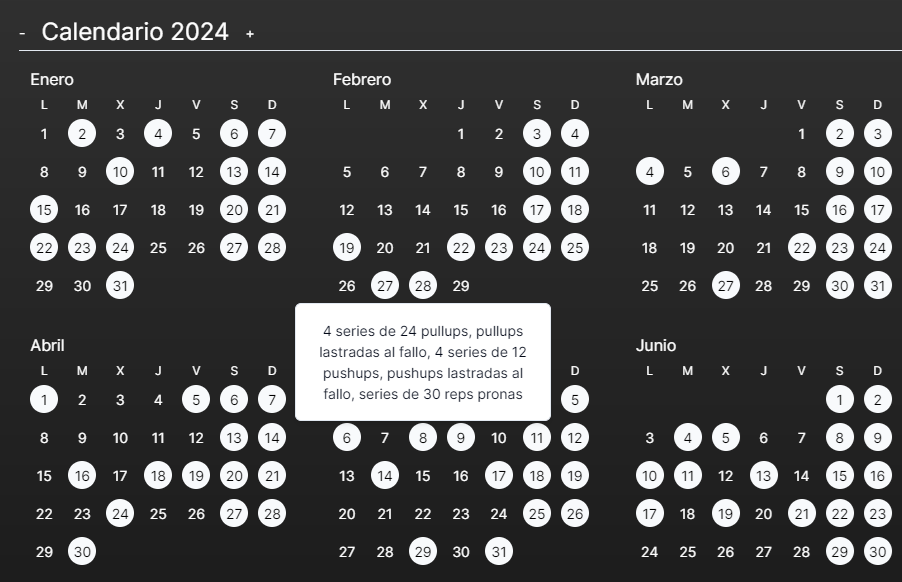 - Calendario 2024 +
Enero
L M X J V S D
1 2 3 4 5 6 7
8 9 10 11 12 13 14
15 16 17 18 19 20 21
22 23 24 25 26 27 28
29 30 31
Febrero
L M X J V S D
1 2 3 4
5 6 7 8 9 10 11
12 13 14 15 16 17 18
19 20 21 22 23 24 25
26 27 28 29
Marzo
L M X J V S D
1 2 3
4 5 6 7 8 9 10
11 12 13 14 15 16 17
18 19 20 21 22 23 24
25 26 27 28 29 30 31
Abril
L M X J V S D
1 2 3 4 5 6 7
8 9 10 11 12 13 14
15 16 17 18 19 20 21
22 23 24 25 26 27 28
29 30
4 series de 24 pullups, pullups
lastradas al fallo, 4 series de 12
pushups, pushups lastradas al
fallo, series de 30 reps pronas
D
5
6 7 8 9 10 11 12
13 14 15 16 17 18 19
20 21 22 23 24 25 26
27 28 29 30 31
Junio
L M X J V S D
1 2
3 4 5 6 7 8 9
10 11 12 13 14 15 16
17 18 19 20 21 22 23
24 25 26 27 28 29 30